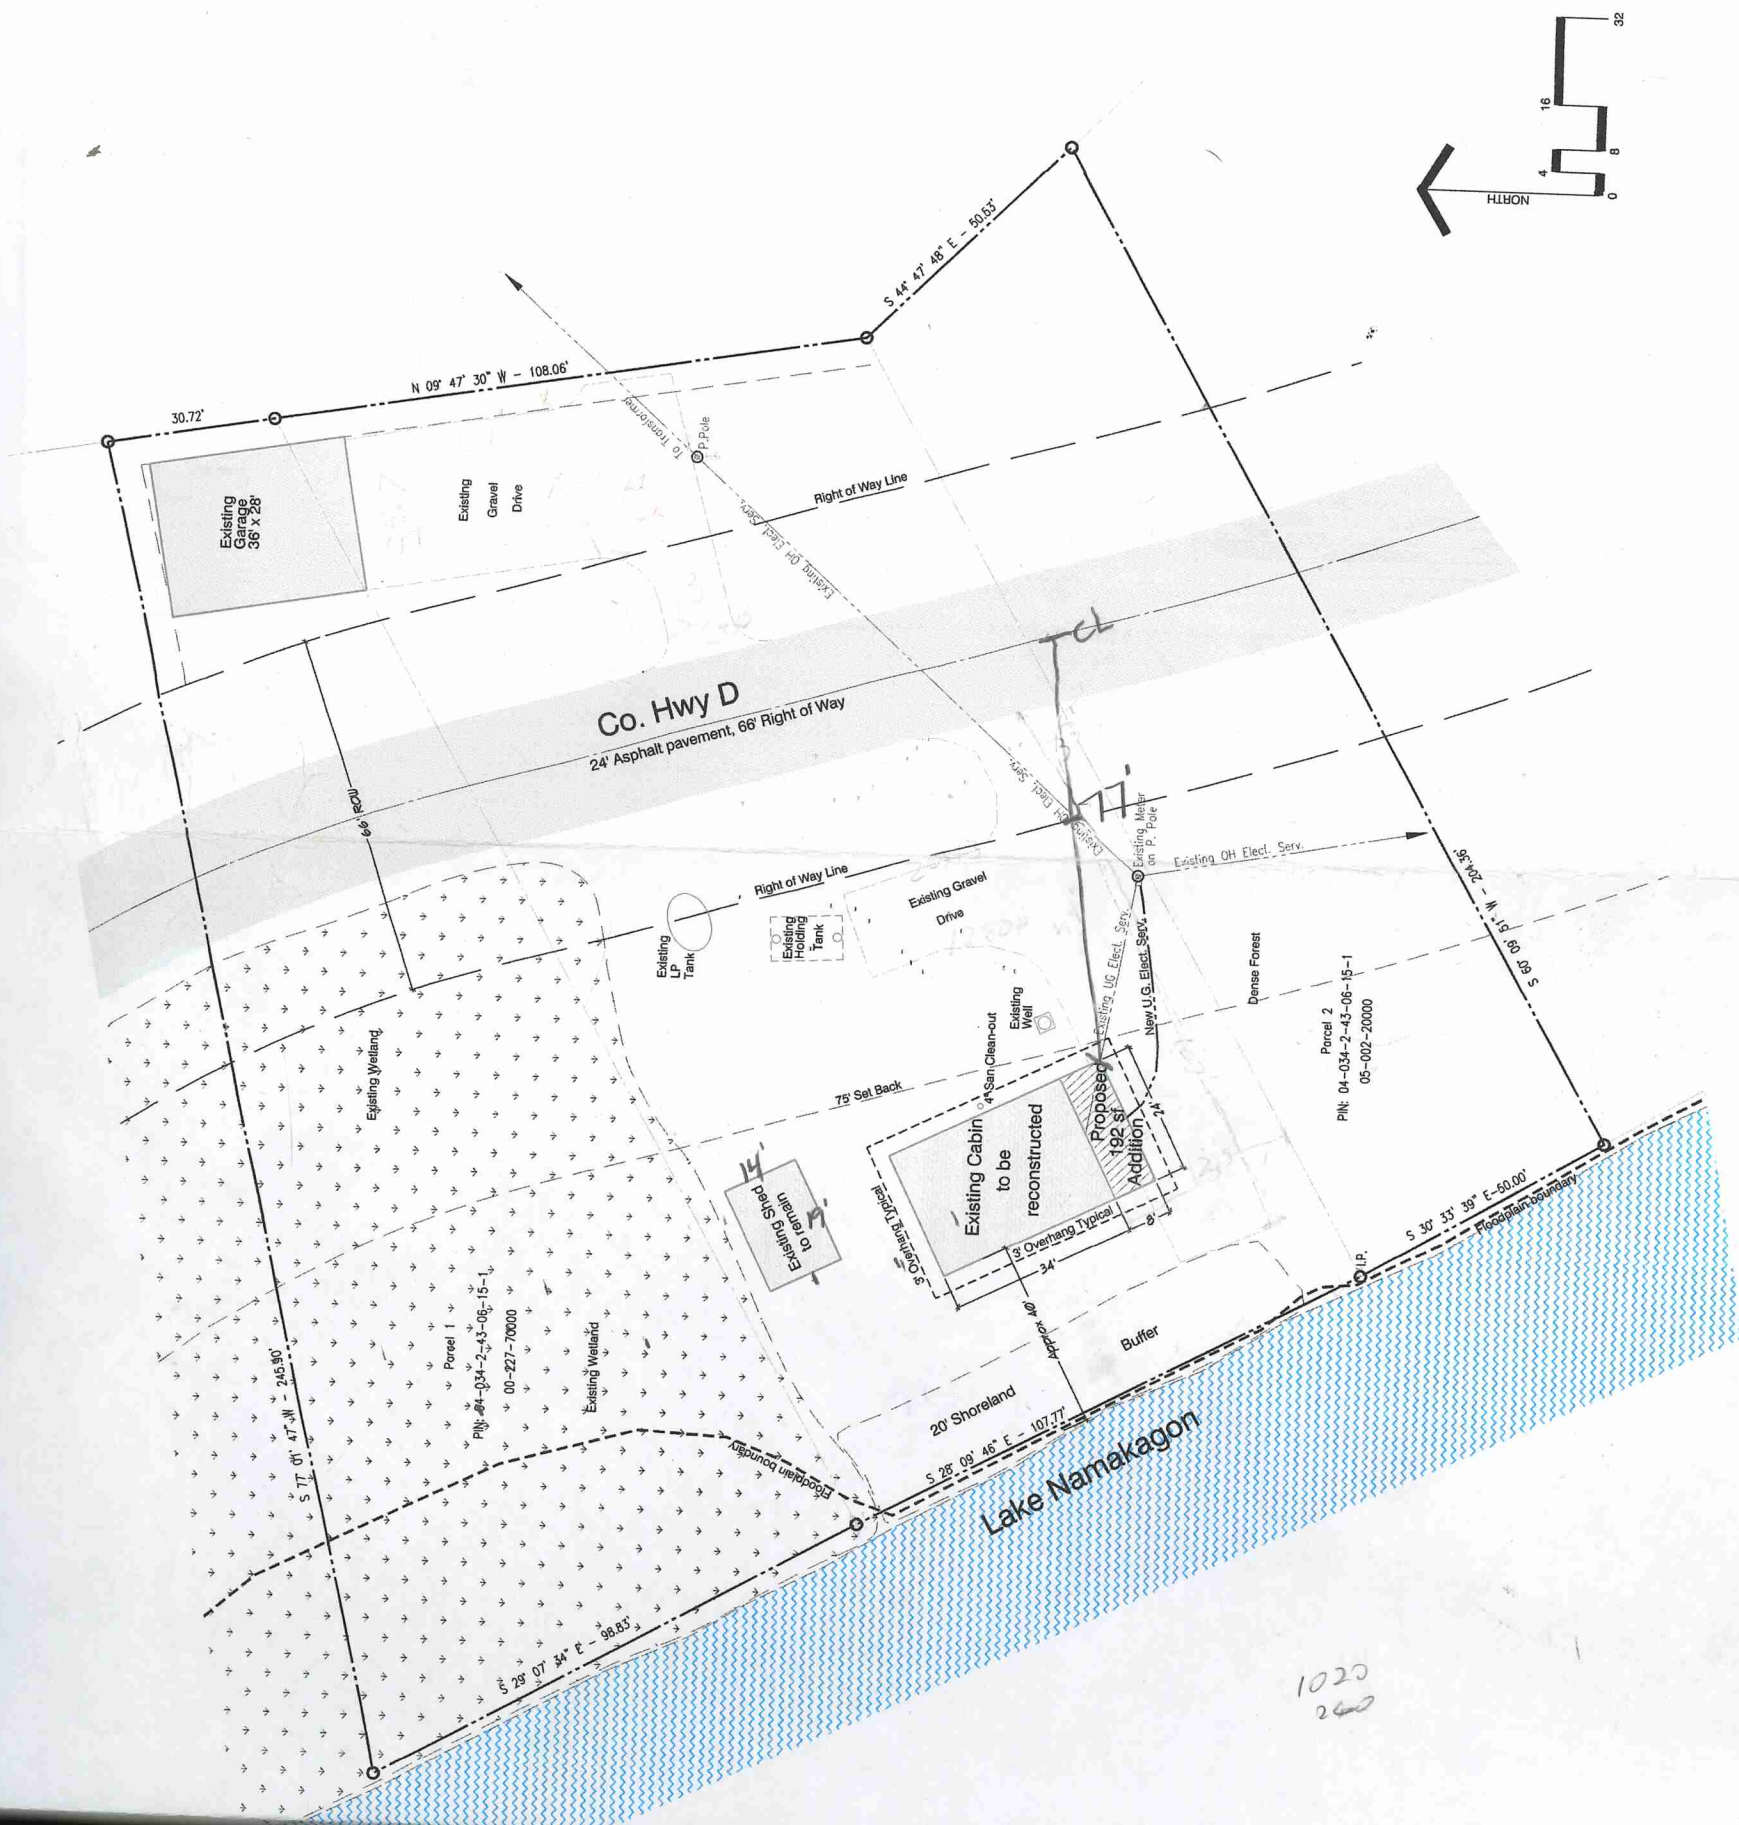 32
16
8
4
0
NORTH
S 44° 47' 48" E - 50.53'
N 09° 47' 30" W - 108.06'
30.72'
To Transformer
P.Pole
Existing
Garage
36' x 28'
Existing
Gravel
Drive
Right of Way Line
Existing OH Elect. Serv.
CL
Co. Hwy D
24' Asphalt pavement, 66' Right of Way
66' ROW
77'
Existing OH Elect. Serv.
Existing Meter
on P. Pole
Existing OH Elect. Serv.
S 60° 09' 51" W - 204.36'
Right of Way Line
Existing Gravel
Drive
Existing
Holding
Tank
Existing
LP
Tank
Existing UG Elect. Serv.
New U.G. Elect. Serv.
Dense Forest
Existing
Well
4" San Clean-out
Parcel 2
PIN: 04-034-2-43-06-15-1
05-002-20000
Existing Wetland
75' Set Back
Existing Cabin
to be
reconstructed
Proposed
192 sf
Addition
24'
14'
Existing Shed
to remain
19'
3' Overhang Typical
3' Overhang Typical
8'
34'
Approx 40'
S 30° 33' 39" E-50.00'
Floodplain boundary
I.P.
Parcel 1
PIN: 04-034-2-43-06-15-1
00-227-70000
Existing Wetland
S 77° 01' 47" W - 245.90'
Buffer
20' Shoreland
S 28° 09' 46" E - 107.77'
Floodplain boundary
Lake Namakagon
S 29° 07' 34" E - 98.83'
1020
240